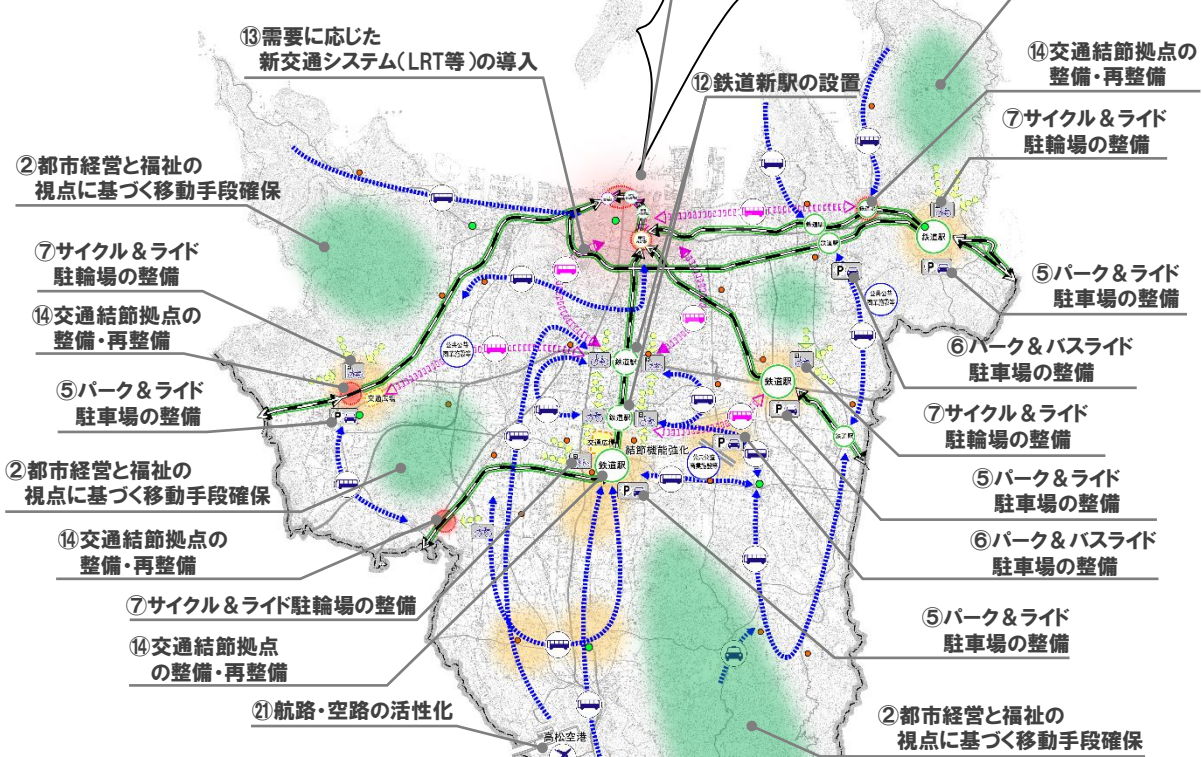 ⑬需要に応じた
新交通システム(LRT等)の導入
⑫鉄道新駅の設置
⑭交通結節拠点の
整備・再整備
⑦サイクル&ライド
駐輪場の整備
②都市経営と福祉の
視点に基づく移動手段確保
⑦サイクル&ライド
駐輪場の整備
⑭交通結節拠点の
整備・再整備
⑤パーク&ライド
駐車場の整備
②都市経営と福祉の
視点に基づく移動手段確保
⑭交通結節拠点の
整備・再整備
⑦サイクル&ライド駐輪場の整備
⑭交通結節拠点
の整備・再整備
㉑航路・空路の活性化
高松空港
⑤パーク&ライド
駐車場の整備
⑥パーク&バスライド
駐車場の整備
⑦サイクル&ライド
駐輪場の整備
⑤パーク&ライド
駐車場の整備
⑥パーク&バスライド
駐車場の整備
⑤パーク&ライド
駐車場の整備
②都市経営と福祉の
視点に基づく移動手段確保
鉄道駅
P
P
鉄道駅
P
交通広場
P
鉄道駅
鉄道駅
交通広場
結節機能強化
鉄道駅
P
P